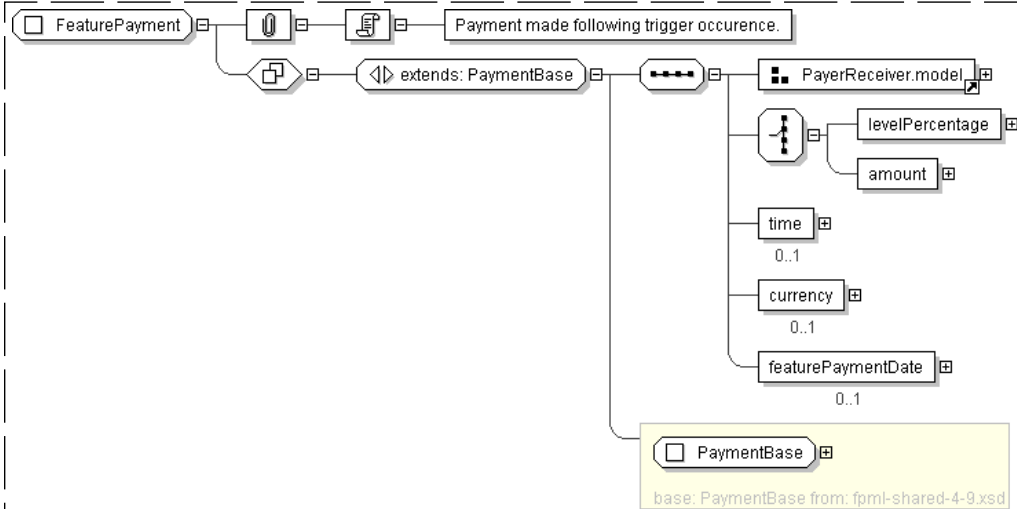 FeaturePayment
Payment made following trigger occurence.
extends: PaymentBase
PayerReceiver.model
levelPercentage
amount
time
0..1
currency
0..1
featurePaymentDate
0..1
PaymentBase
base: PaymentBase from: fpml-shared-4-9.xsd